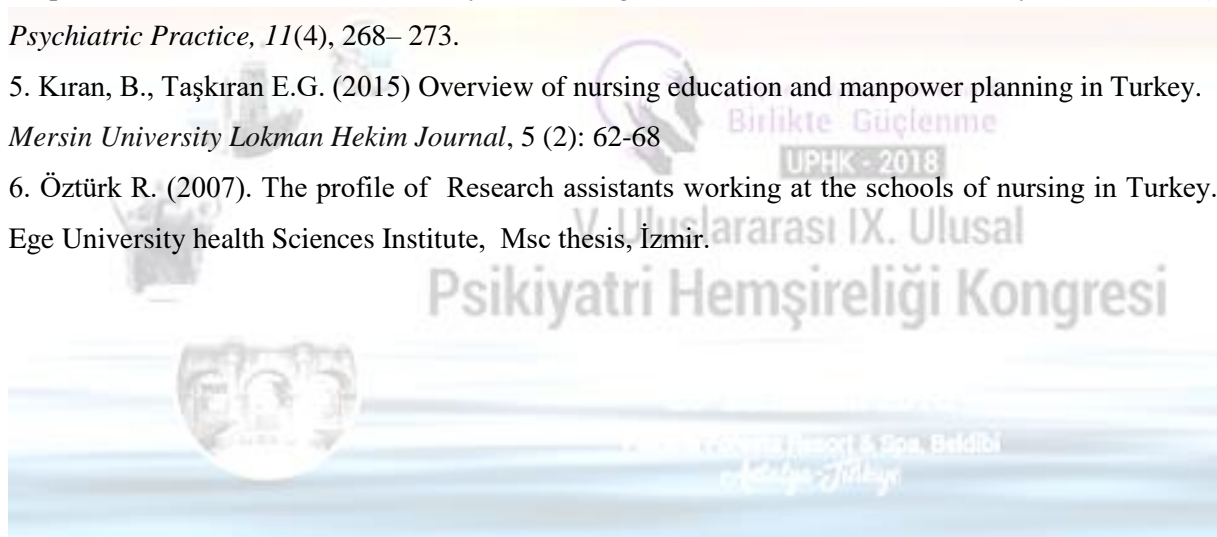 Psychiatric Practice, 11(4), 268– 273.
5. Kıran, B., Taşkıran E.G. (2015) Overview of nursing education and manpower planning in Turkey.
Mersin University Lokman Hekim Journal, 5 (2): 62-68
Birlikte Güçlenme
UPHK - 2018
6. Öztürk R. (2007). The profile of Research assistants working at the schools of nursing in Turkey.
Ege University health Sciences Institute, Msc thesis, İzmir.
V. Uluslararası IX. Ulusal
Psikiyatri Hemşireliği Kongresi
Resort & Spa, Beldibi
Antalya-Türkiye